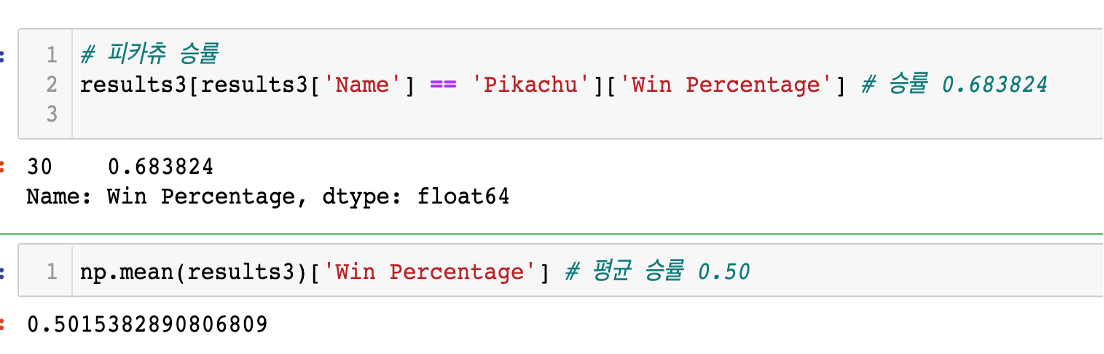 1 # 피카츄 승률
2 results3[results3['Name'] == 'Pikachu']['Win Percentage'] # 승률 0.683824
3
30    0.683824
Name: Win Percentage, dtype: float64
1 np.mean(results3)['Win Percentage'] # 평균 승률 0.50
0.5015382890806809